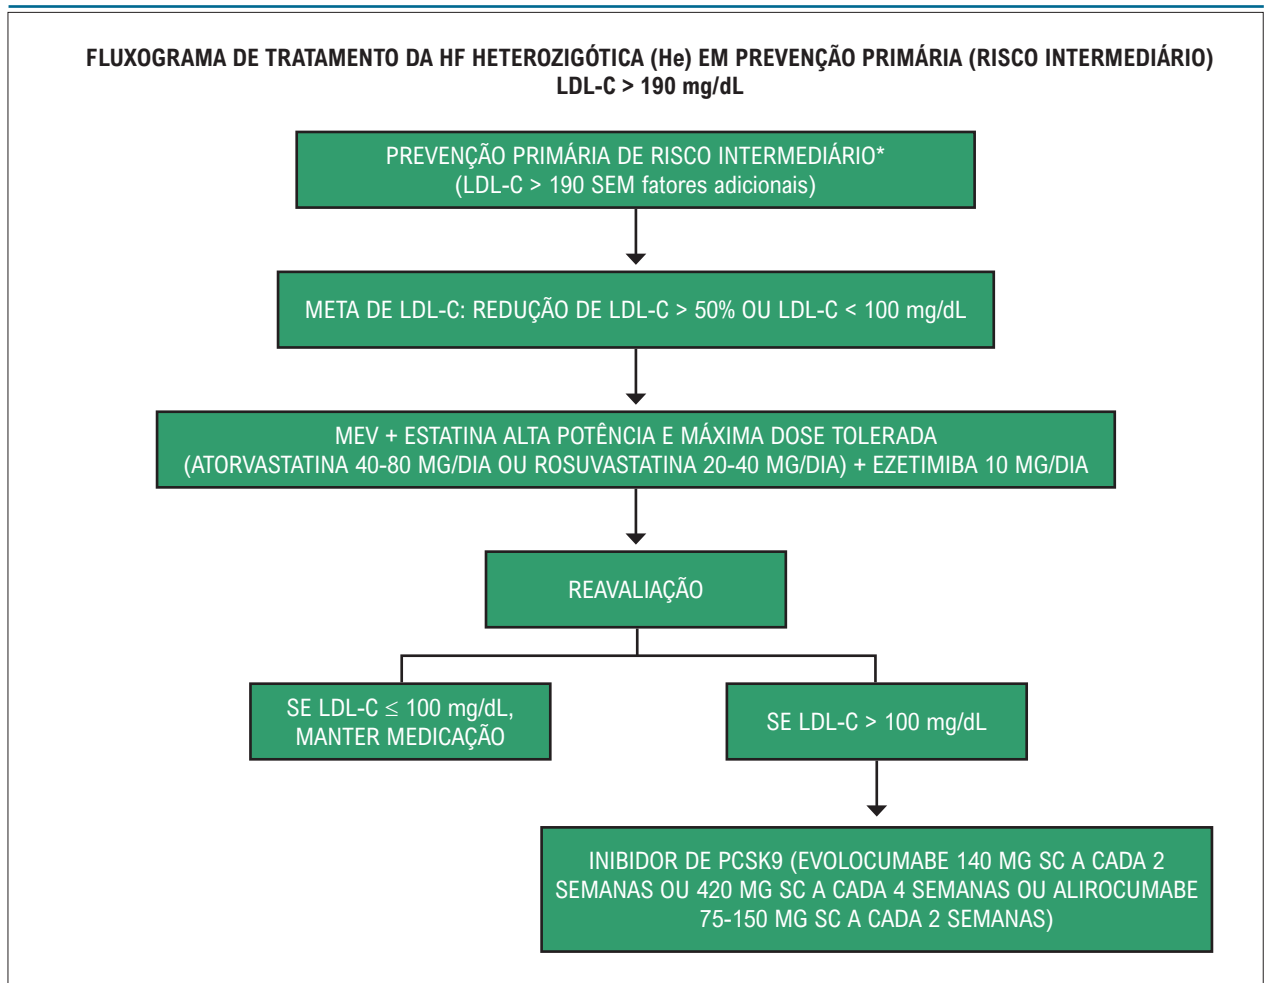 FLUXOGRAMA DE TRATAMENTO DA HF HETEROZIGÓTICA (He) EM PREVENÇÃO PRIMÁRIA (RISCO INTERMEDIÁRIO)
LDL-C > 190 mg/dL
PREVENÇÃO PRIMÁRIA DE RISCO INTERMEDIÁRIO*
(LDL-C > 190 SEM fatores adicionais)
META DE LDL-C: REDUÇÃO DE LDL-C > 50% OU LDL-C < 100 mg/dL
MEV + ESTATINA ALTA POTÊNCIA E MÁXIMA DOSE TOLERADA
(ATORVASTATINA 40-80 MG/DIA OU ROSUVASTATINA 20-40 MG/DIA) + EZETIMIBA 10 MG/DIA
REAVALIAÇÃO
SE LDL-C ≤ 100 mg/dL,
MANTER MEDICAÇÃO
SE LDL-C > 100 mg/dL
INIBIDOR DE PCSK9 (EVOLOCUMABE 140 MG SC A CADA 2
SEMANAS OU 420 MG SC A CADA 4 SEMANAS OU ALIROCUMABE
75-150 MG SC A CADA 2 SEMANAS)